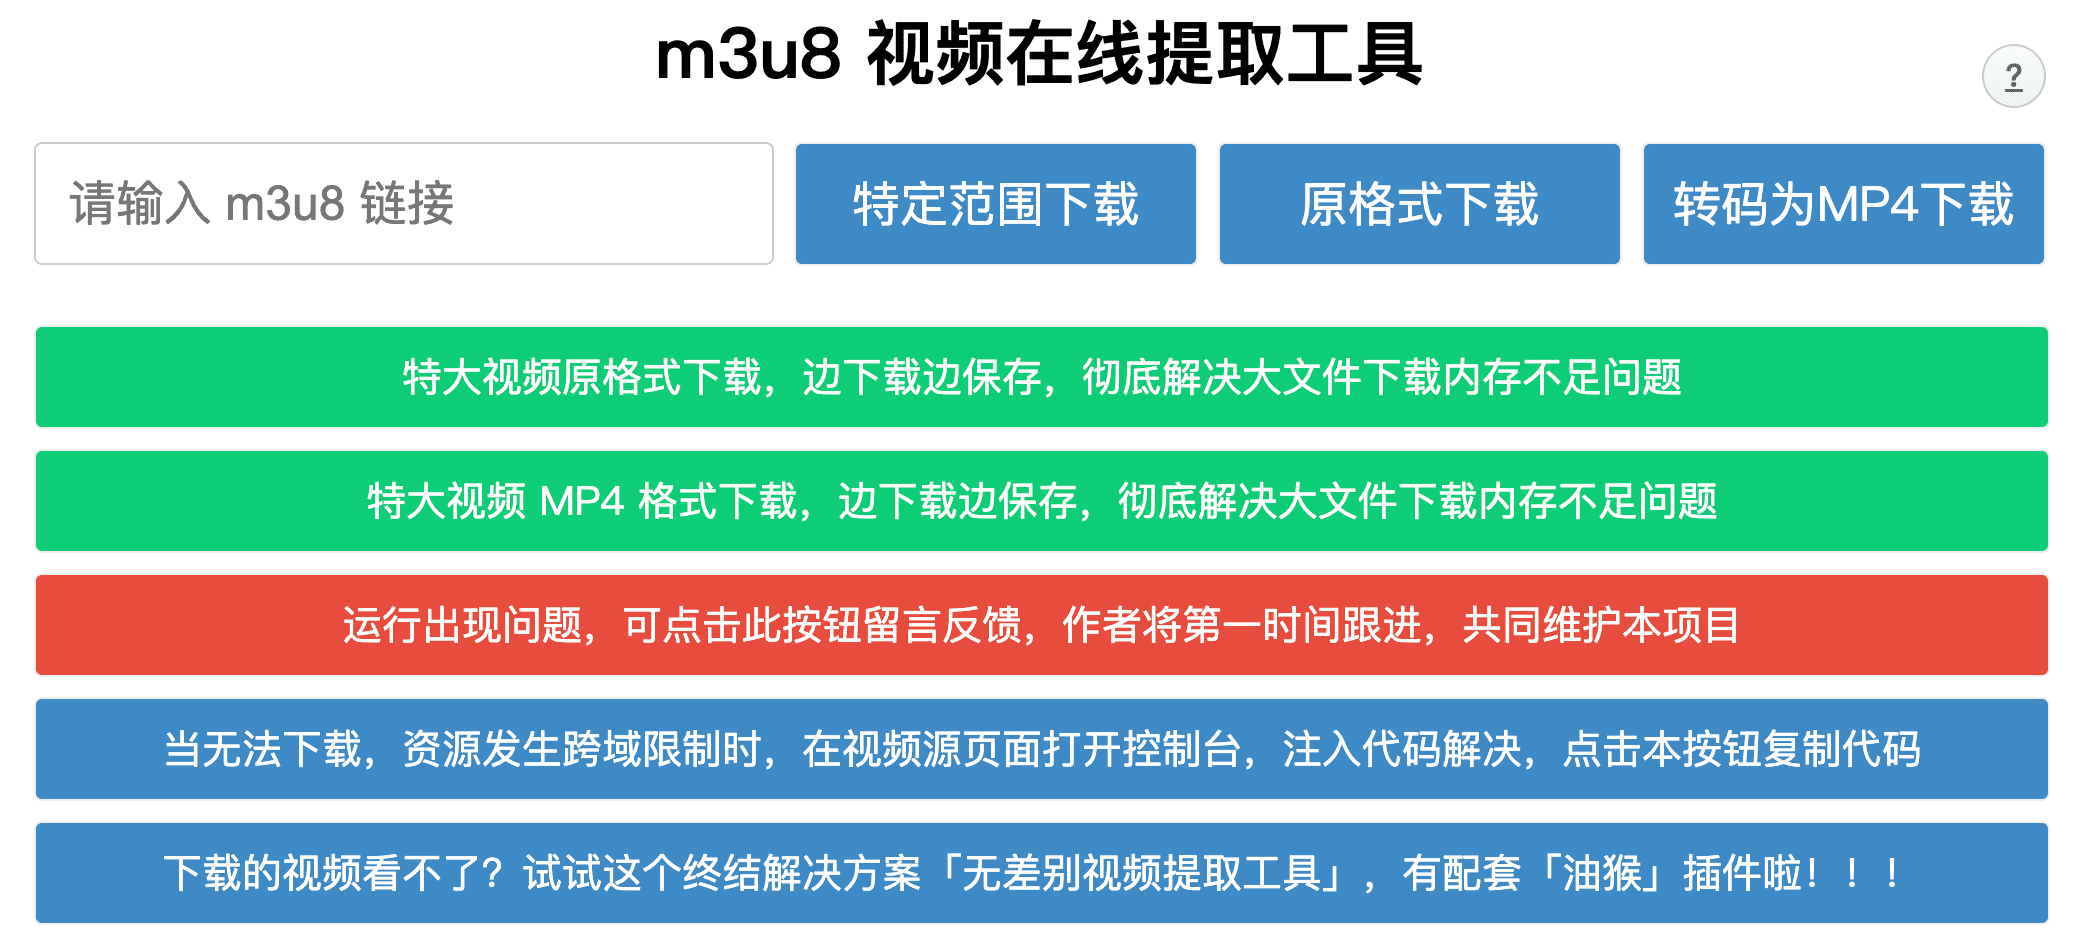 m3u8 视频在线提取工具
?
请输入 m3u8 链接
特定范围下载
原格式下载
转码为MP4下载
特大视频原格式下载，边下载边保存，彻底解决大文件下载内存不足问题
特大视频 MP4 格式下载，边下载边保存，彻底解决大文件下载内存不足问题
运行出现问题，可点击此按钮留言反馈，作者将第一时间跟进，共同维护本项目
当无法下载，资源发生跨域限制时，在视频源页面打开控制台，注入代码解决，点击本按钮复制代码
下载的视频看不了？试试这个终结解决方案「无差别视频提取工具」，有配套「油猴」插件啦！！！